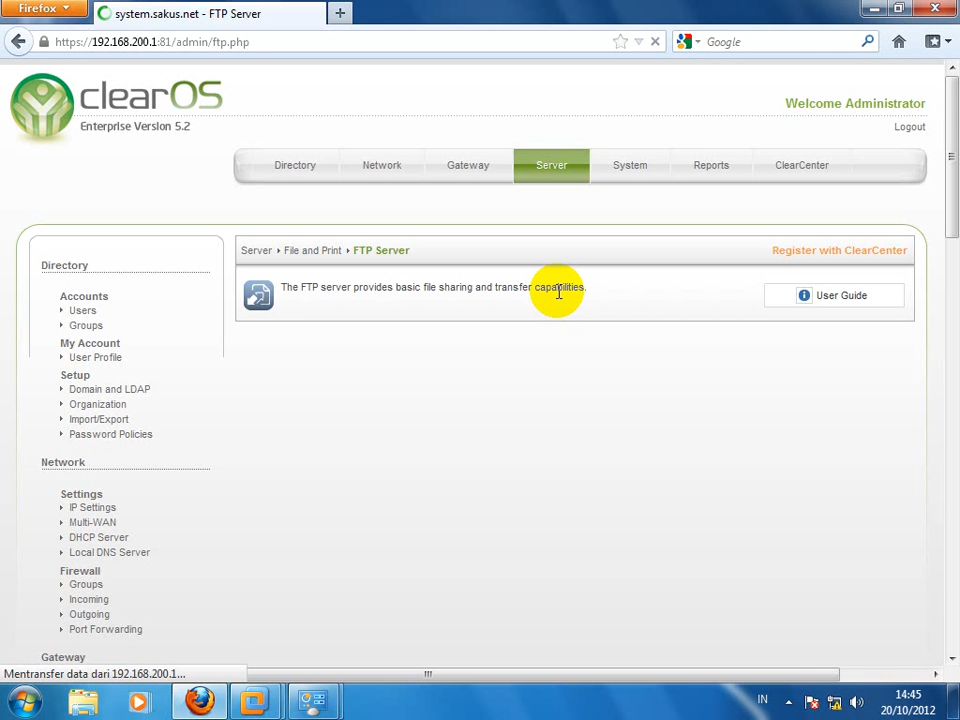 Firefox
system.sakus.net - FTP Server
https://192.168.200.1:81/admin/ftp.php
Google
clearOS
Enterprise Version 5.2
Welcome Administrator
Logout
Directory
Network
Gateway
Server
System
Reports
ClearCenter
Server
File and Print
FTP Server
Register with ClearCenter
The FTP server provides basic file sharing and transfer capabilities.
User Guide
Directory
Accounts
Users
Groups
My Account
User Profile
Setup
Domain and LDAP
Organization
Import/Export
Password Policies
Network
Settings
IP Settings
Multi-WAN
DHCP Server
Local DNS Server
Firewall
Groups
Incoming
Outgoing
Port Forwarding
Gateway
Mentransfer data dari 192.168.200.1...
IN
14:45
20/10/2012